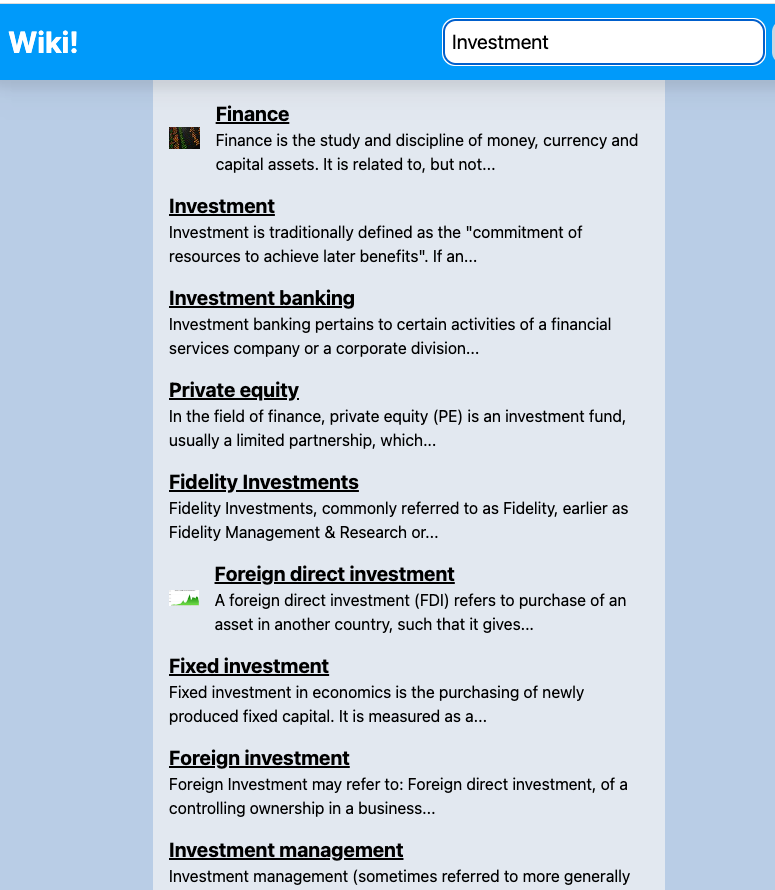 Wiki!
Investment
Finance
Finance is the study and discipline of money, currency and
capital assets. It is related to, but not...
Investment
Investment is traditionally defined as the "commitment of
resources to achieve later benefits". If an...
Investment banking
Investment banking pertains to certain activities of a financial
services company or a corporate division...
Private equity
In the field of finance, private equity (PE) is an investment fund,
usually a limited partnership, which...
Fidelity Investments
Fidelity Investments, commonly referred to as Fidelity, earlier as
Fidelity Management & Research or...
Foreign direct investment
A foreign direct investment (FDI) refers to purchase of an
asset in another country, such that it gives...
Fixed investment
Fixed investment in economics is the purchasing of newly
produced fixed capital. It is measured as a...
Foreign investment
Foreign Investment may refer to: Foreign direct investment, of a
controlling ownership in a business...
Investment management
Investment management (sometimes referred to more generally